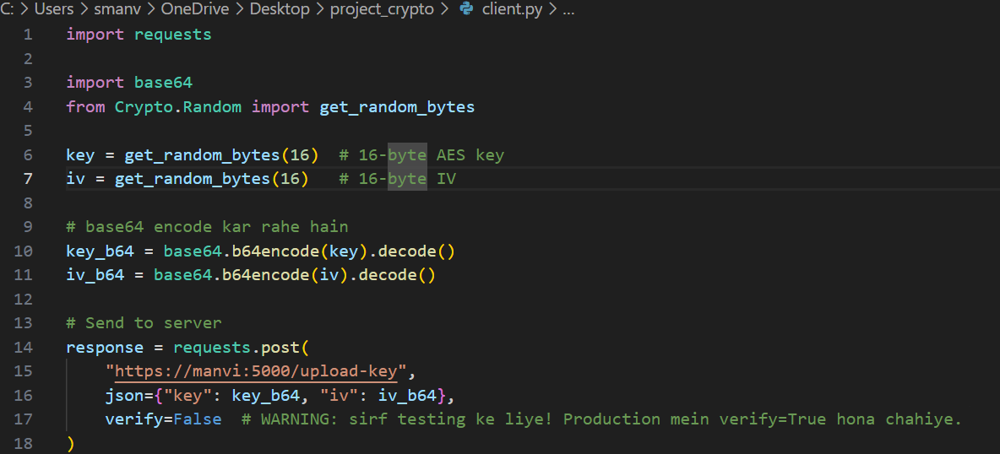 C: > Users > smanv > OneDrive > Desktop > project_crypto > client.py > ...
1 import requests
2
3 import base64
4 from Crypto.Random import get_random_bytes
5
6 key = get_random_bytes(16)  # 16-byte AES key
7 iv = get_random_bytes(16)   # 16-byte IV
8
9 # base64 encode kar rahe hain
10 key_b64 = base64.b64encode(key).decode()
11 iv_b64 = base64.b64encode(iv).decode()
12
13 # Send to server
14 response = requests.post(
15     "https://manvi:5000/upload-key",
16     json={"key": key_b64, "iv": iv_b64},
17     verify=False  # WARNING: sirf testing ke liye! Production mein verify=True hona chahiye.
18 )